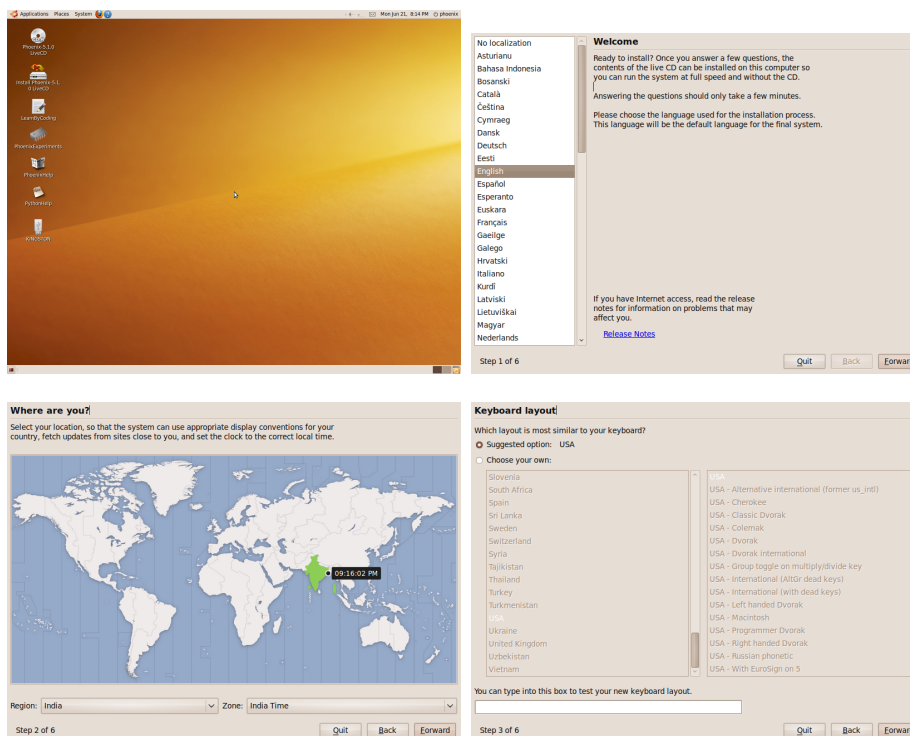 Applications Places System
Mon Jun 21, 8:14 PM phoenix
Phoenix-5.1.0
LiveCD
Install Phoenix-5.1.
0.LiveCD
LearnByCoding
PhoenixExperiments
PhoenixHelp
PythonHelp
No localization
Asturianu
Bahasa Indonesia
Bosanski
Català
Čeština
Cymraeg
Dansk
Deutsch
Eesti
English
Español
Esperanto
Euskara
Français
Gaeilge
Galego
Hrvatski
Italiano
Kurdî
Latviski
Lietuviškai
Magyar
Nederlands
Welcome
Ready to install? Once you answer a few questions, the
contents of the live CD can be installed on this computer so
you can run the system at full speed and without the CD.
Answering the questions should only take a few minutes.
Please choose the language used for the installation process.
This language will be the default language for the final system.
If you have Internet access, read the release
notes for information on problems that may
affect you.
Release Notes
Step 1 of 6
Quit Back Forwar
Where are you?
Select your location, so that the system can use appropriate display conventions for your
country, fetch updates from sites close to you, and set the clock to the correct local time.
09:16:02 PM
Region: India Zone: India Time
Step 2 of 6
Quit Back Forward
Keyboard layout
Which layout is most similar to your keyboard?
Suggested option: USA
Choose your own:
Slovenia
South Africa
Spain
Sri Lanka
Sweden
Switzerland
Syria
Tajikistan
Thailand
Turkey
Turkmenistan
USA
Ukraine
United Kingdom
Uzbekistan
Vietnam
USA
USA - Alternative international (former us_intl)
USA - Cherokee
USA - Classic Dvorak
USA - Colemak
USA - Dvorak
USA - Dvorak international
USA - Group toggle on multiply/divide key
USA - International (AltGr dead keys)
USA - International (with dead keys)
USA - Left handed Dvorak
USA - Macintosh
USA - Programmer Dvorak
USA - Right handed Dvorak
USA - Russian phonetic
USA - With EuroSign on 5
You can type into this box to test your new keyboard layout.
Step 3 of 6
Quit Back Forwar